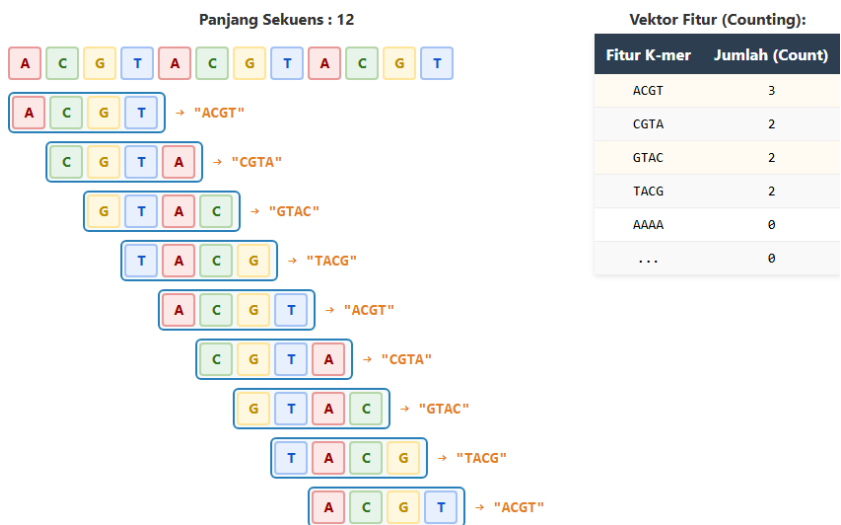 Panjang Sekuens : 12
A C G T A C G T A C G T
A C G T → "ACGT"
C G T A → "CGTA"
G T A C → "GTAC"
T A C G → "TACG"
A C G T → "ACGT"
C G T A → "CGTA"
G T A C → "GTAC"
T A C G → "TACG"
A C G T → "ACGT"
Vektor Fitur (Counting):
Fitur K-mer Jumlah (Count)
ACGT 3
CGTA 2
GTAC 2
TACG 2
AAAA 0
... 0